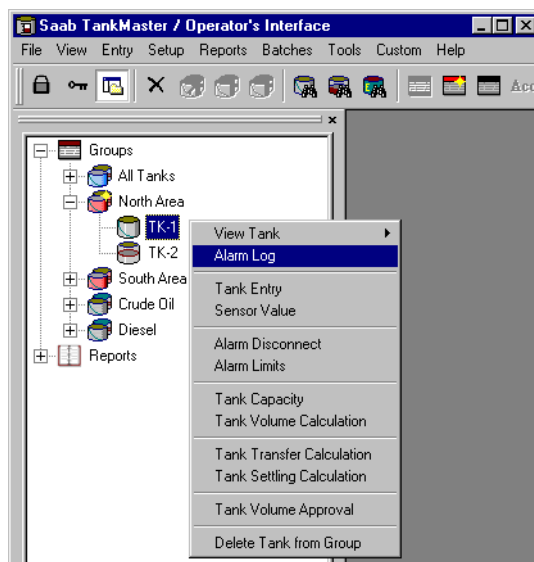 Saab TankMaster / Operator's Interface
File View Entry Setup Reports Batches Tools Custom Help
Acc
Groups
All Tanks
North Area
TK-1
TK-2
South Area
Crude Oil
Diesel
Reports
View Tank
Alarm Log
Tank Entry
Sensor Value
Alarm Disconnect
Alarm Limits
Tank Capacity
Tank Volume Calculation
Tank Transfer Calculation
Tank Settling Calculation
Tank Volume Approval
Delete Tank from Group